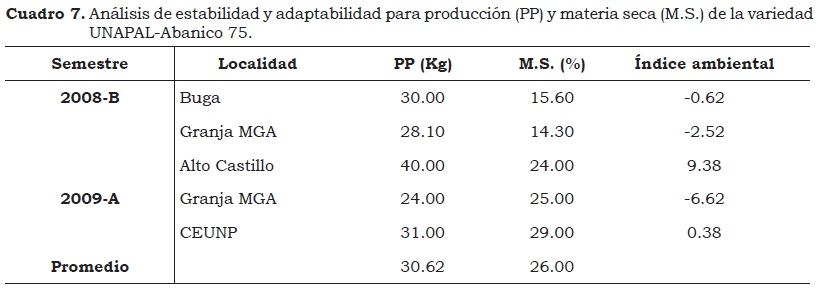 Cuadro 7. Análisis de estabilidad y adaptabilidad para producción (PP) y materia seca (M.S.) de la variedad
UNAPAL-Abanico 75.
Semestre Localidad PP (Kg) M.S. (%) Índice ambiental
2008-B Buga 30.00 15.60 -0.62
Granja MGA 28.10 14.30 -2.52
Alto Castillo 40.00 24.00 9.38
2009-A Granja MGA 24.00 25.00 -6.62
CEUNP 31.00 29.00 0.38
Promedio 30.62 26.00